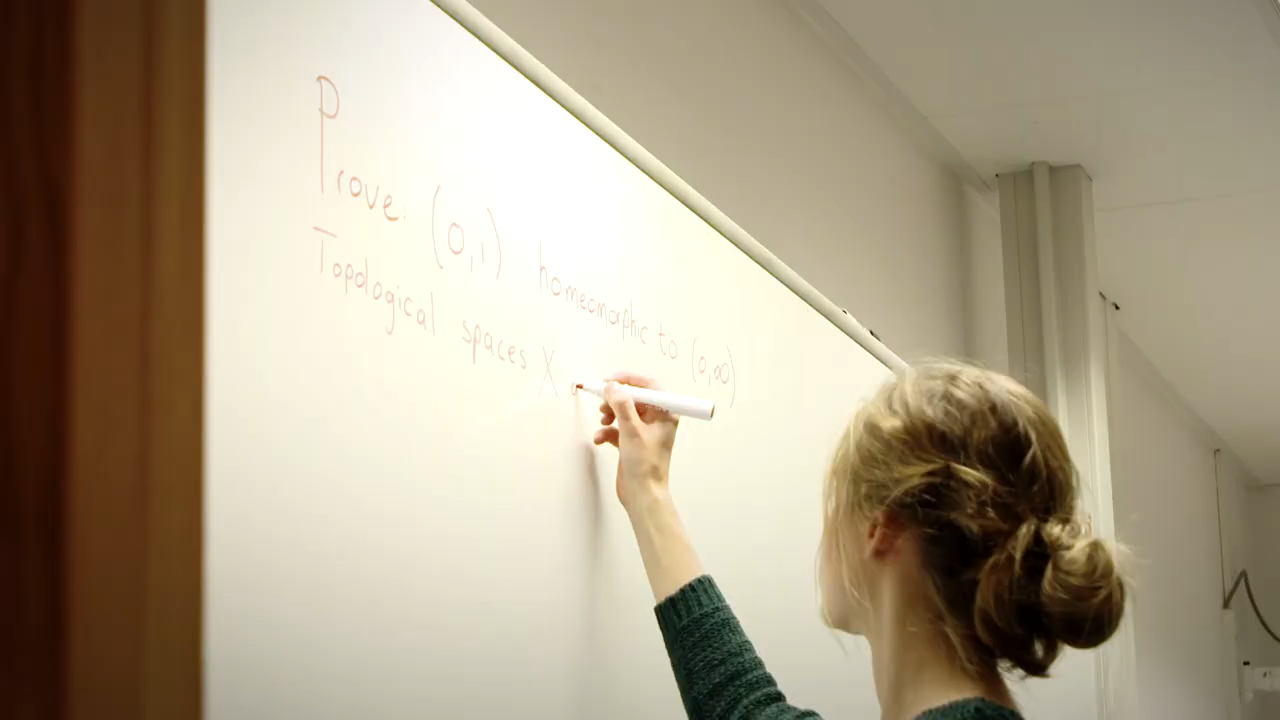 Prove: (0,1) homeomorphic to (0,∞)
Topological spaces X